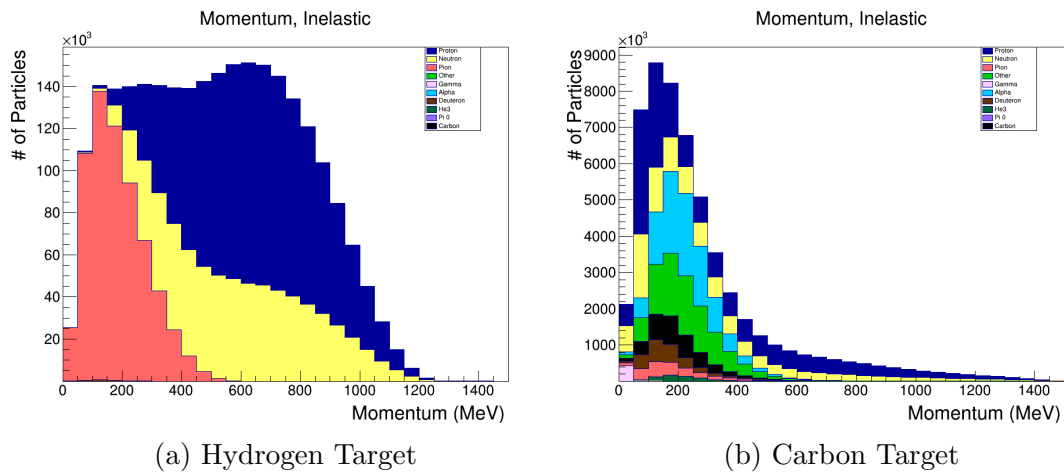 Momentum, Inelastic
×10³
# of Particles
140
120
100
80
60
40
20
0 200 400 600 800 1000 1200 1400
Momentum (MeV)
Proton
Neutron
Pion
Other
Gamma
Alpha
Deuteron
He3
Pi 0
Carbon
(a) Hydrogen Target
Momentum, Inelastic
×10³
# of Particles
9000
8000
7000
6000
5000
4000
3000
2000
1000
0 200 400 600 800 1000 1200 1400
Momentum (MeV)
Proton
Neutron
Pion
Other
Gamma
Alpha
Deuteron
He3
Pi 0
Carbon
(b) Carbon Target